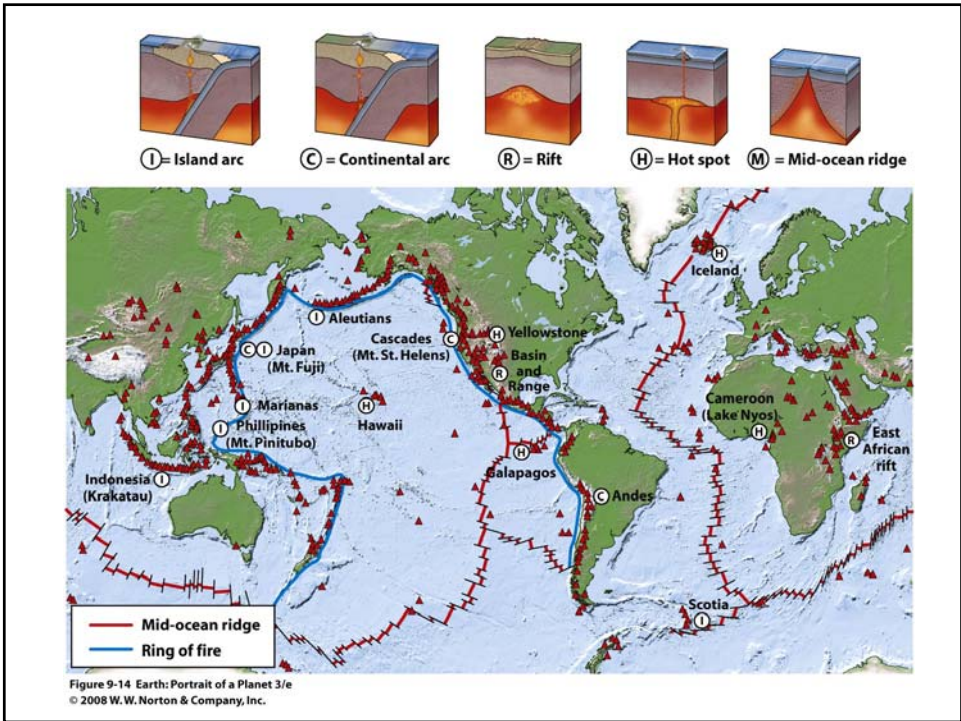 I = Island arc
C = Continental arc
R = Rift
H = Hot spot
M = Mid-ocean ridge
H
Iceland
I
Aleutians
Cascades
(Mt. St. Helens)
C
H Yellowstone
Basin
and
Range
R
C I Japan
(Mt. Fuji)
I Marianas
I Phillipines
(Mt. Pinitubo)
H
Hawaii
Cameroon
(Lake Nyos)
H
R East
African
rift
H
Galapagos
Indonesia
(Krakatau)
I
C Andes
Scotia
I
Mid-ocean ridge
Ring of fire
Figure 9-14 Earth: Portrait of a Planet 3/e
© 2008 W. W. Norton & Company, Inc.